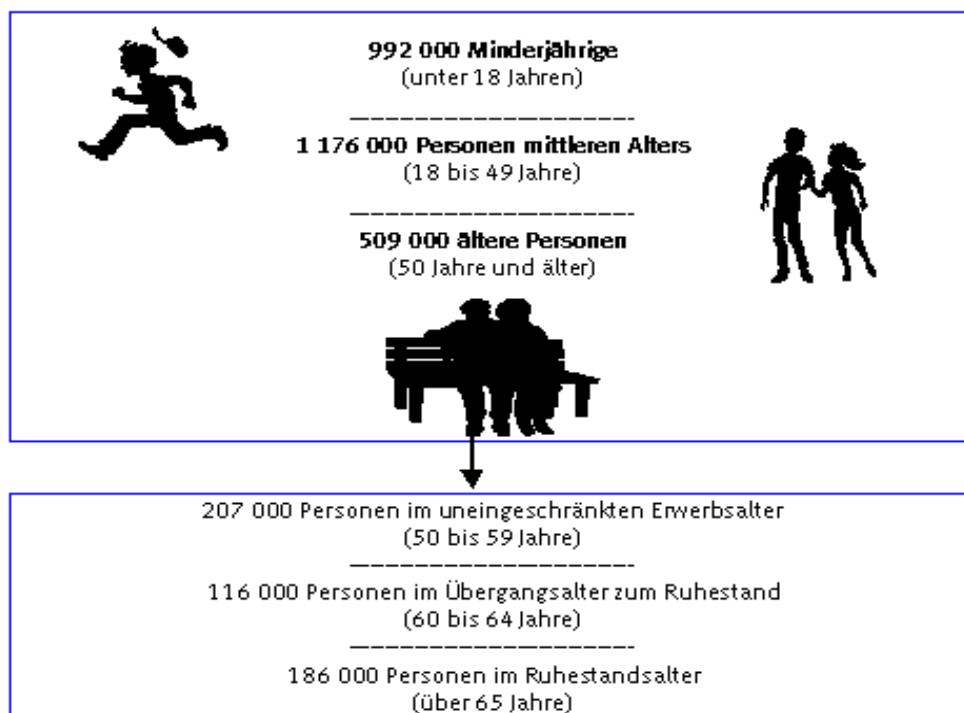 992 000 Minderjährige
(unter 18 Jahren)
1 176 000 Personen mittleren Alters
(18 bis 49 Jahre)
509 000 ältere Personen
(50 Jahre und älter)
207 000 Personen im uneingeschränkten Erwerbsalter
(50 bis 59 Jahre)
116 000 Personen im Übergangsalter zum Ruhestand
(60 bis 64 Jahre)
186 000 Personen im Ruhestandsalter
(über 65 Jahre)